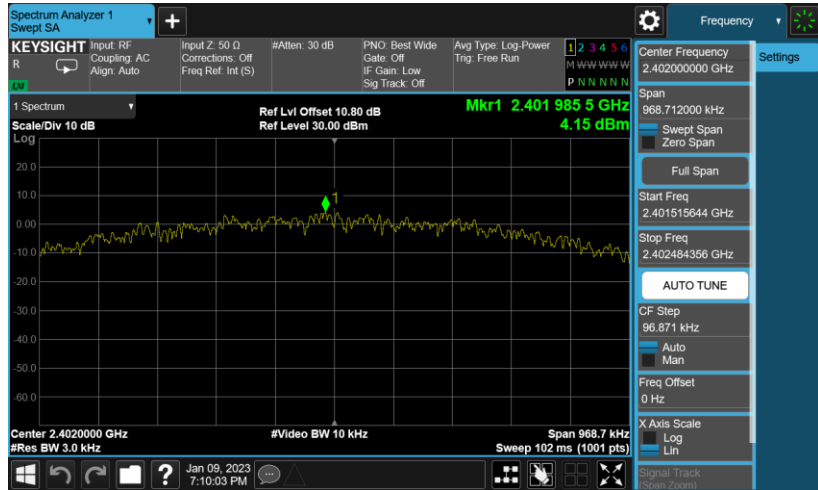 Spectrum Analyzer 1
Swept SA
+
Frequency
KEYSIGHT
R
LXI
Input: RF
Coupling: AC
Align: Auto
Input Z: 50 Ω
Corrections: Off
Freq Ref: Int (S)
#Atten: 30 dB
PNO: Best Wide
Gate: Off
IF Gain: Low
Sig Track: Off
Avg Type: Log-Power
Trig: Free Run
1 2 3 4 5 6
M W W W W W
P N N N N N
1 Spectrum
Scale/Div 10 dB
Log
Ref Lvl Offset 10.80 dB
Ref Level 30.00 dBm
Mkr1 2.401 985 5 GHz
4.15 dBm
20.0
10.0
0.00
-10.0
-20.0
-30.0
-40.0
-50.0
-60.0
1
Center 2.4020000 GHz
#Res BW 3.0 kHz
#Video BW 10 kHz
Span 968.7 kHz
Sweep 102 ms (1001 pts)
Jan 09, 2023
7:10:03 PM
?
Center Frequency
2.402000000 GHz
Settings
Span
968.712000 kHz
Swept Span
Zero Span
Full Span
Start Freq
2.401515644 GHz
Stop Freq
2.402484356 GHz
AUTO TUNE
CF Step
96.871 kHz
Auto
Man
Freq Offset
0 Hz
X Axis Scale
Log
Lin
Signal Track
(Span Zoom)